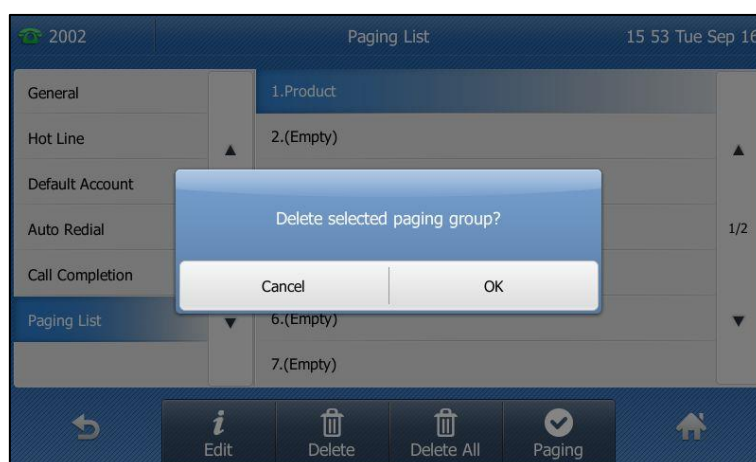 2002 Paging List 15 53 Tue Sep 16
General
Hot Line
Default Account
Auto Redial
Call Completion
Paging List
1.Product
2.(Empty)
6.(Empty)
7.(Empty)
1/2
Delete selected paging group?
Cancel OK
Edit Delete Delete All Paging